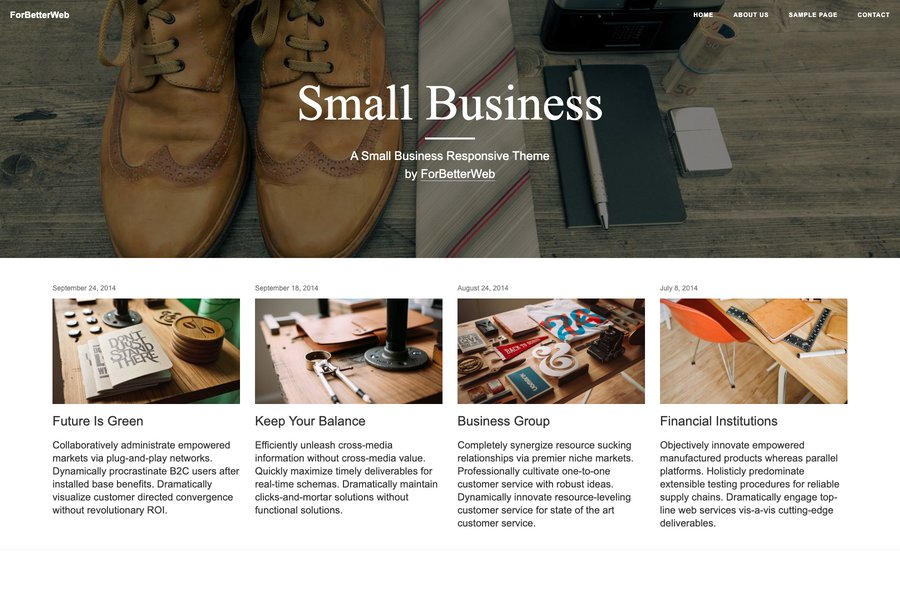 ForBetterWeb
HOME ABOUT US SAMPLE PAGE CONTACT
Small Business
A Small Business Responsive Theme
by ForBetterWeb
50
September 24, 2014
September 18, 2014
August 24, 2014
July 8, 2014
Future Is Green
Collaboratively administrate empowered
markets via plug-and-play networks.
Dynamically procrastinate B2C users after
installed base benefits. Dramatically
visualize customer directed convergence
without revolutionary ROI.
Keep Your Balance
Efficiently unleash cross-media
information without cross-media value.
Quickly maximize timely deliverables for
real-time schemas. Dramatically maintain
clicks-and-mortar solutions without
functional solutions.
Business Group
Completely synergize resource sucking
relationships via premier niche markets.
Professionally cultivate one-to-one
customer service with robust ideas.
Dynamically innovate resource-leveling
customer service for state of the art
customer service.
Financial Institutions
Objectively innovate empowered
manufactured products whereas parallel
platforms. Holisticly predominate
extensible testing procedures for reliable
supply chains. Dramatically engage top-
line web services vis-a-vis cutting-edge
deliverables.